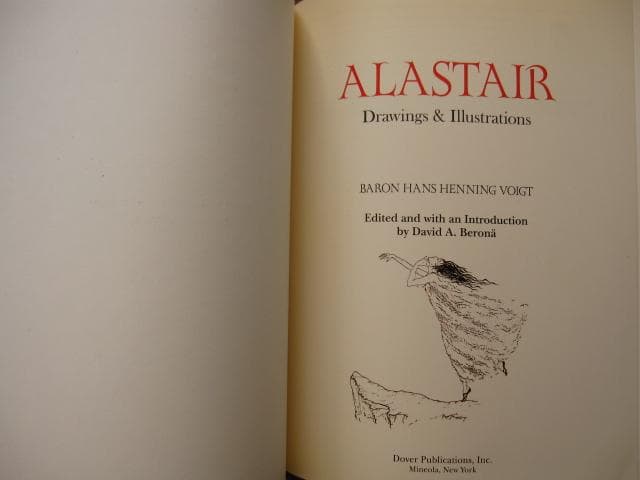 ALASTAIR
Drawings & Illustrations
BARON HANS HENNING VOIGT
Edited and with an Introduction
by David A. Beronä
Dover Publications, Inc.
Mineola, New York